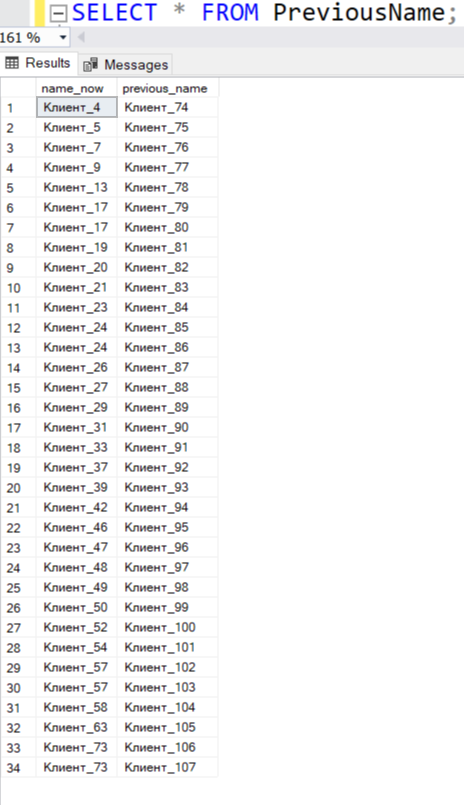 SELECT * FROM PreviousName;
161 %
Results Messages
name_now previous_name
1 Клиент_4 Клиент_74
2 Клиент_5 Клиент_75
3 Клиент_7 Клиент_76
4 Клиент_9 Клиент_77
5 Клиент_13 Клиент_78
6 Клиент_17 Клиент_79
7 Клиент_17 Клиент_80
8 Клиент_19 Клиент_81
9 Клиент_20 Клиент_82
10 Клиент_21 Клиент_83
11 Клиент_23 Клиент_84
12 Клиент_24 Клиент_85
13 Клиент_24 Клиент_86
14 Клиент_26 Клиент_87
15 Клиент_27 Клиент_88
16 Клиент_29 Клиент_89
17 Клиент_31 Клиент_90
18 Клиент_33 Клиент_91
19 Клиент_37 Клиент_92
20 Клиент_39 Клиент_93
21 Клиент_42 Клиент_94
22 Клиент_46 Клиент_95
23 Клиент_47 Клиент_96
24 Клиент_48 Клиент_97
25 Клиент_49 Клиент_98
26 Клиент_50 Клиент_99
27 Клиент_52 Клиент_100
28 Клиент_54 Клиент_101
29 Клиент_57 Клиент_102
30 Клиент_57 Клиент_103
31 Клиент_58 Клиент_104
32 Клиент_63 Клиент_105
33 Клиент_73 Клиент_106
34 Клиент_73 Клиент_107